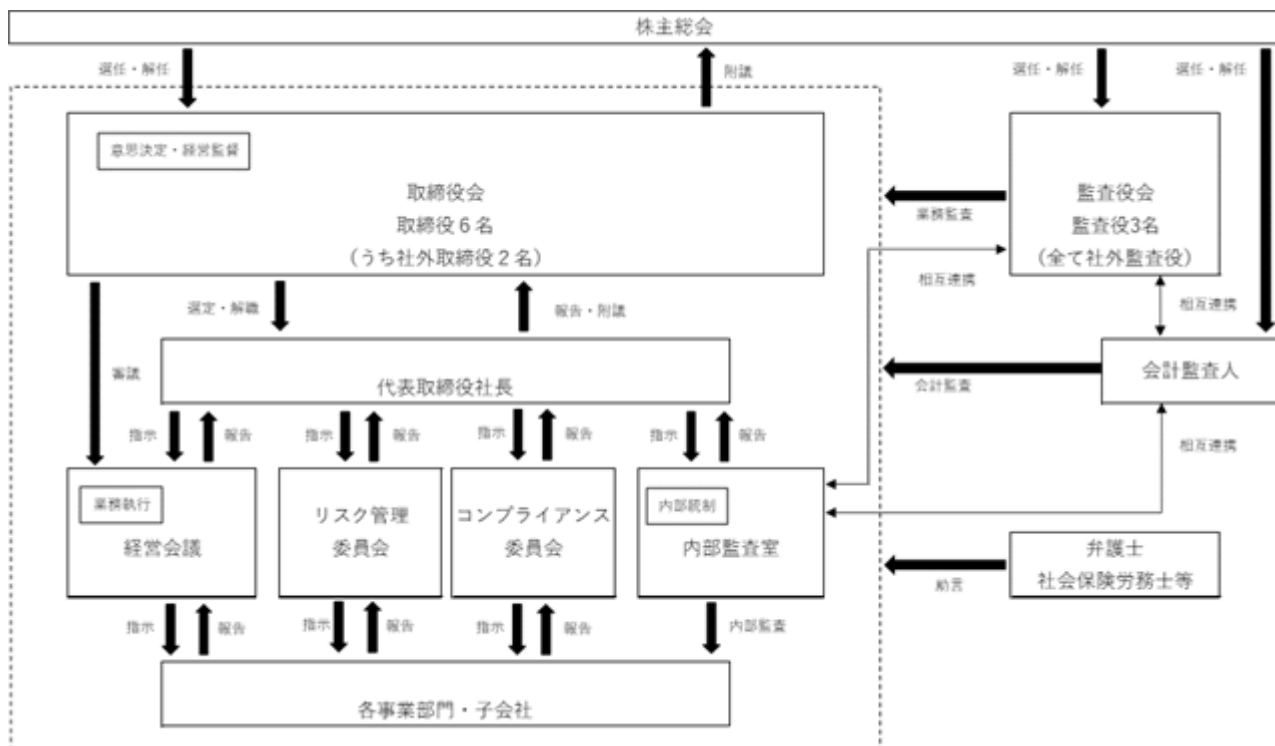 株主総会
選任・解任
附議
選任・解任
選任・解任
意思決定・経営監督
取締役会
取締役６名
（うち社外取締役２名）
監査役会
監査役3名
（全て社外監査役）
業務監査
相互連携
相互連携
選定・解職
報告・附議
審議
代表取締役社長
会計監査人
会計監査
指示
報告
指示
報告
指示
報告
指示
報告
相互連携
業務執行
経営会議
リスク管理
委員会
コンプライアンス
委員会
内部統制
内部監査室
弁護士
社会保険労務士等
助言
指示
報告
指示
報告
指示
報告
内部監査
各事業部門・子会社